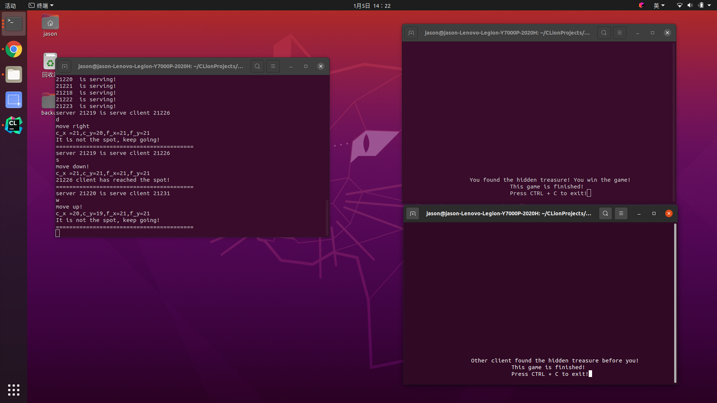 活动
终端
1月5日 14：22
英
jason
jason@jason-Lenovo-Legion-Y7000P-2020H: ~/CLionProjects/...
21220  is serving!
21221  is serving!
21218  is serving!
21222  is serving!
21223  is serving!
server 21219 is serve client 21226
d
move right
c_x =21,c_y=20,f_x=21,f_y=21
It is not the spot, keep going!
========================================
server 21219 is serve client 21226
s
move down!
c_x =21,c_y=21,f_x=21,f_y=21
21226 client has reached the spot!
========================================
server 21220 is serve client 21231
w
move up!
c_x =20,c_y=19,f_x=21,f_y=21
It is not the spot, keep going!
========================================
jason@jason-Lenovo-Legion-Y7000P-2020H: ~/CLionProjects/...
You found the hidden treasure! You win the game!
This game is finished!
Press CTRL + C to exit!
jason@jason-Lenovo-Legion-Y7000P-2020H: ~/CLionProjects/...
Other client found the hidden treasure before you!
This game is finished!
Press CTRL + C to exit!